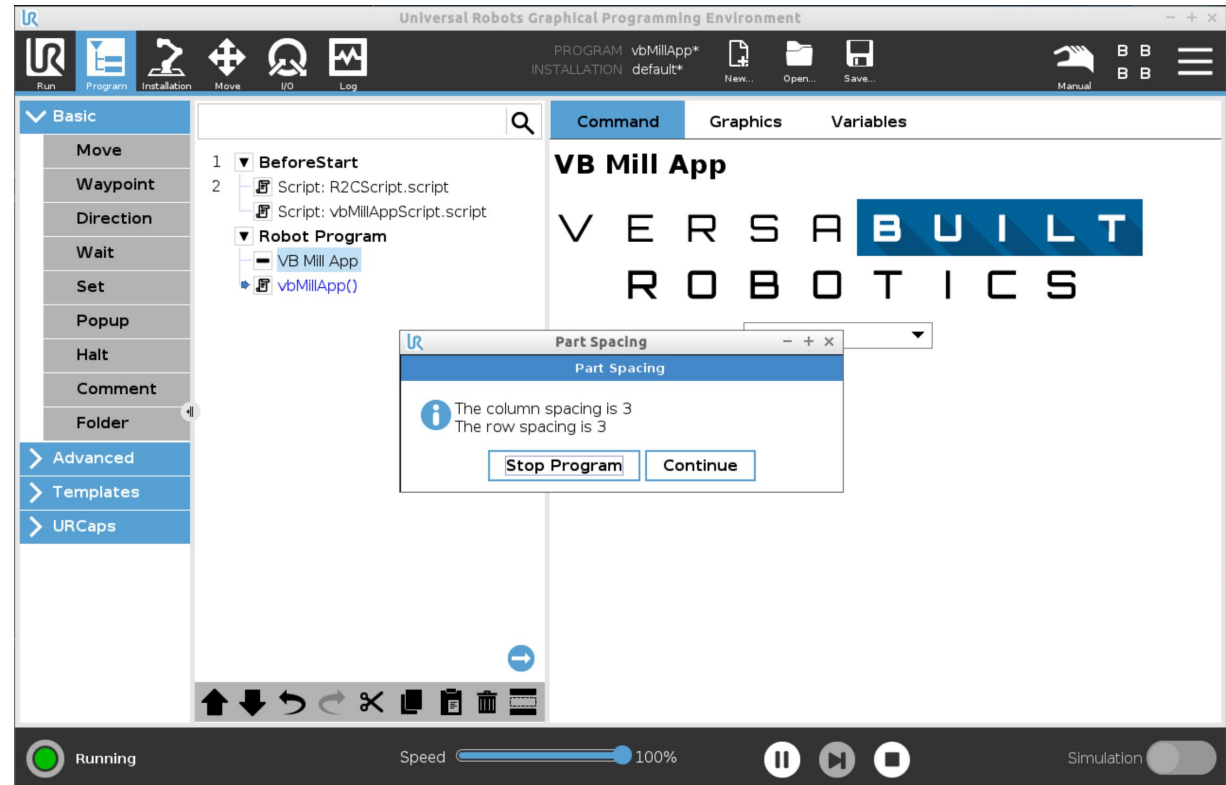 Universal Robots Graphical Programming Environment
PROGRAM vbMillApp*
INSTALLATION default*
Run
Program
Installation
Move
I/O
Log
New...
Open...
Save...
Manual
B B
B B
Basic
Move
Waypoint
Direction
Wait
Set
Popup
Halt
Comment
Folder
Advanced
Templates
URCaps
1 BeforeStart
2 Script: R2CScript.script
Script: vbMillAppScript.script
Robot Program
VB Mill App
vbMillApp()
Command Graphics Variables
VB Mill App
VERSABUILT
ROBOTICS
Part Spacing
Part Spacing
The column spacing is 3
The row spacing is 3
Stop Program Continue
Running
Speed 100%
Simulation